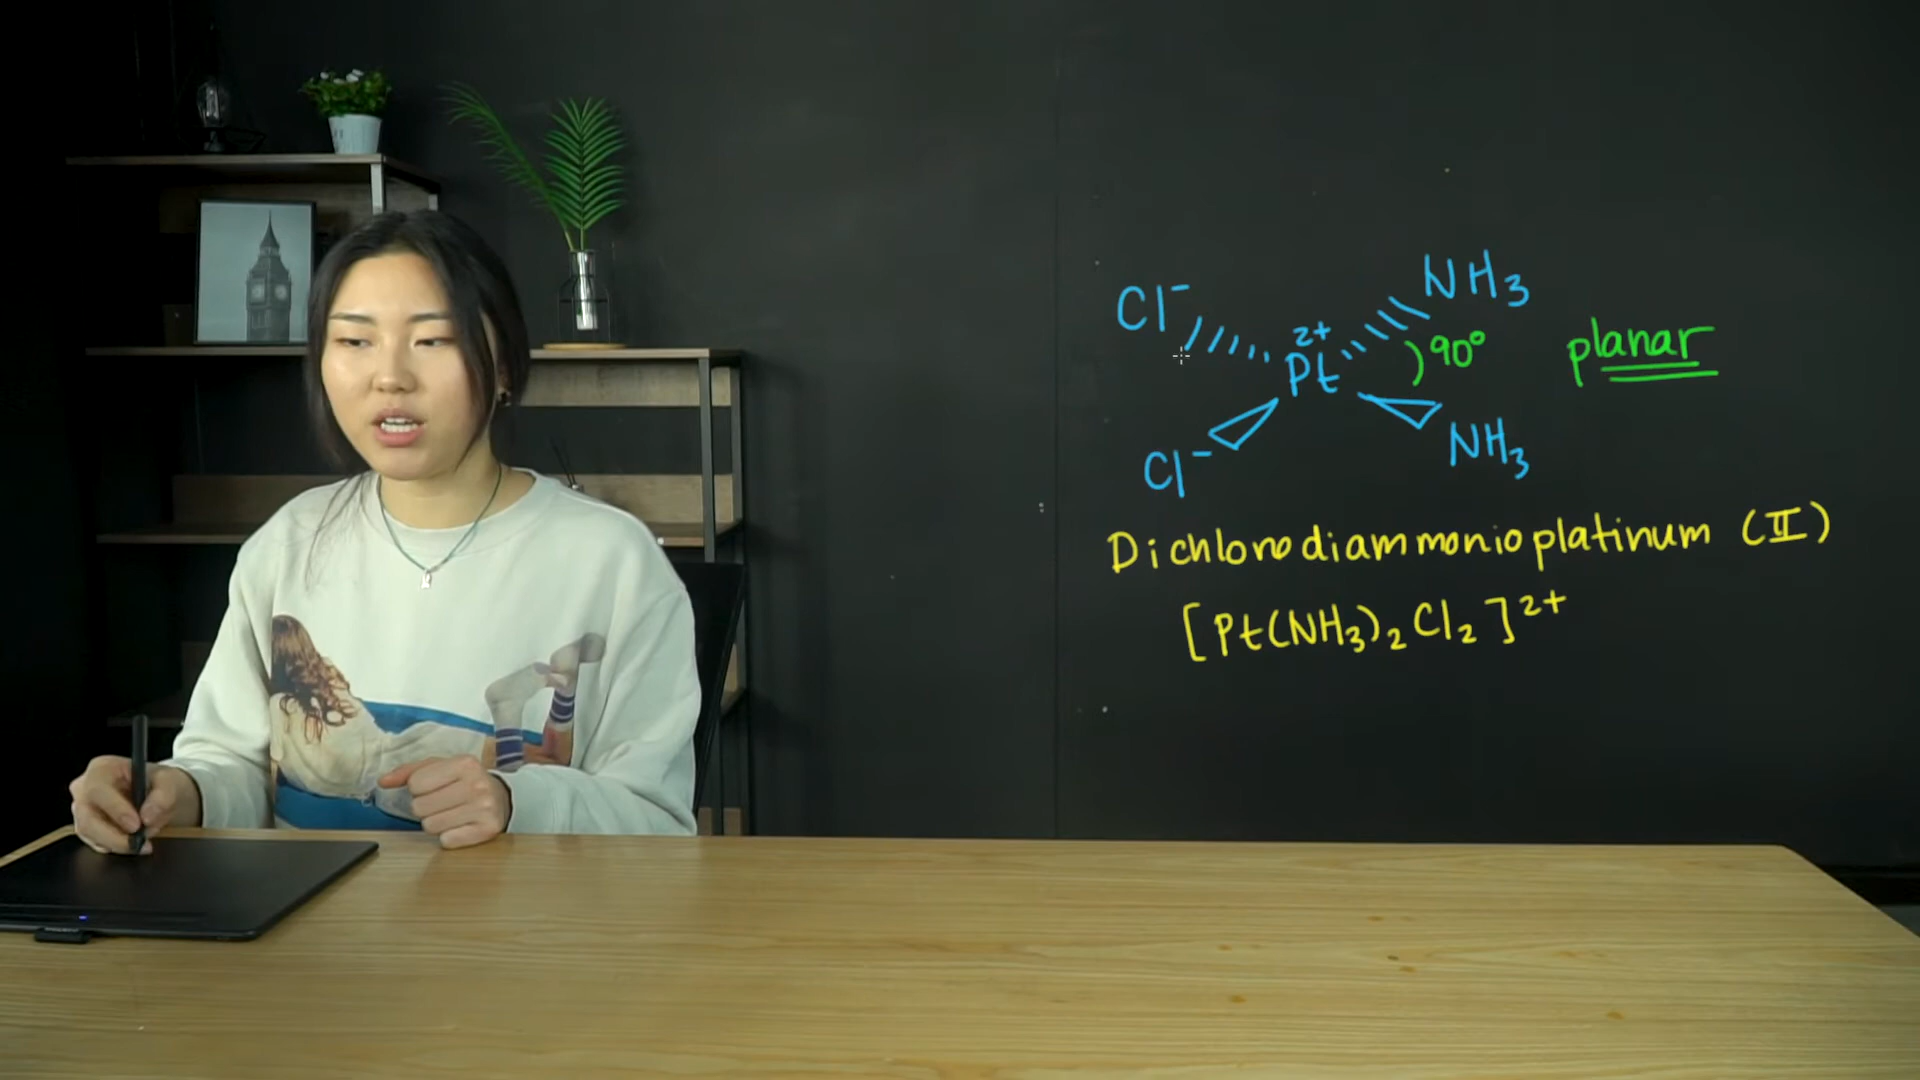 Cl⁻ NH₃
2+
Pt )90° planar
Cl⁻ NH₃
Dichlorodiammonioplatinum (II)
[Pt(NH₃)₂Cl₂]²⁺